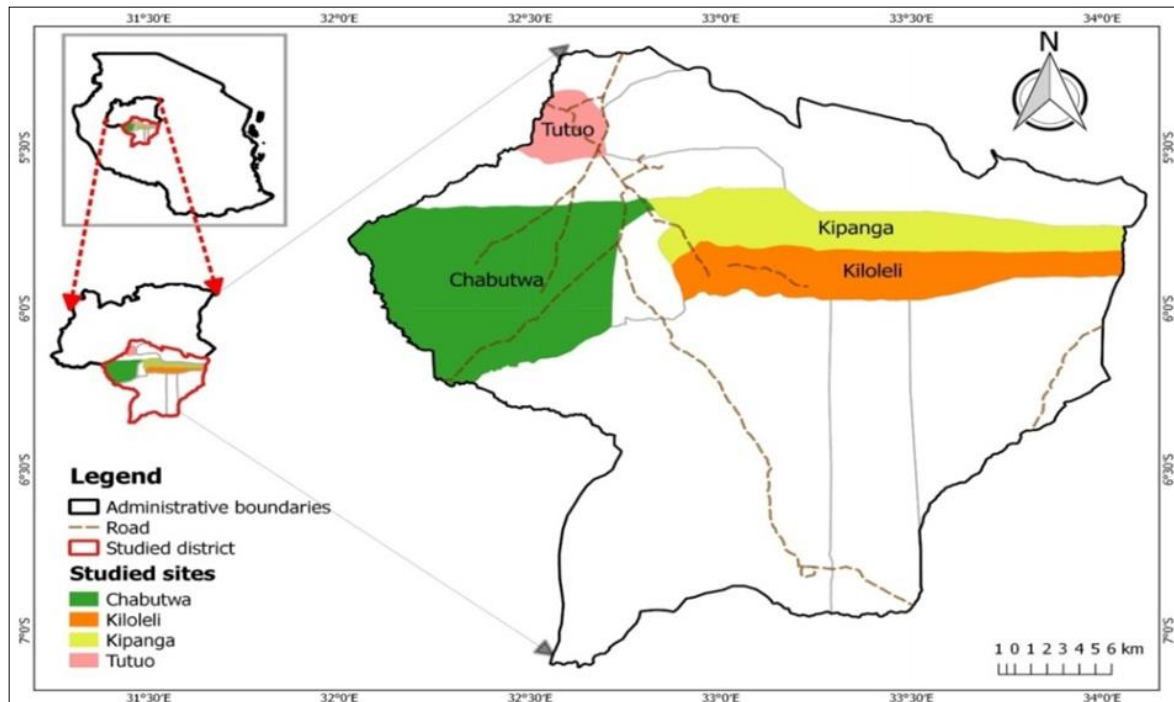 31°30'E 32°0'E 32°30'E 33°0'E 33°30'E 34°0'E
N
5°30'S 5°30'S
Tutuo
Kipanga
Kiloleli
Chabutwa
6°0'S 6°0'S
6°30'S 6°30'S
7°0'S 7°0'S
Legend
Administrative boundaries
Road
Studied district
Studied sites
Chabutwa
Kiloleli
Kipanga
Tutuo
1 0 1 2 3 4 5 6 km
31°30'E 32°0'E 32°30'E 33°0'E 33°30'E 34°0'E